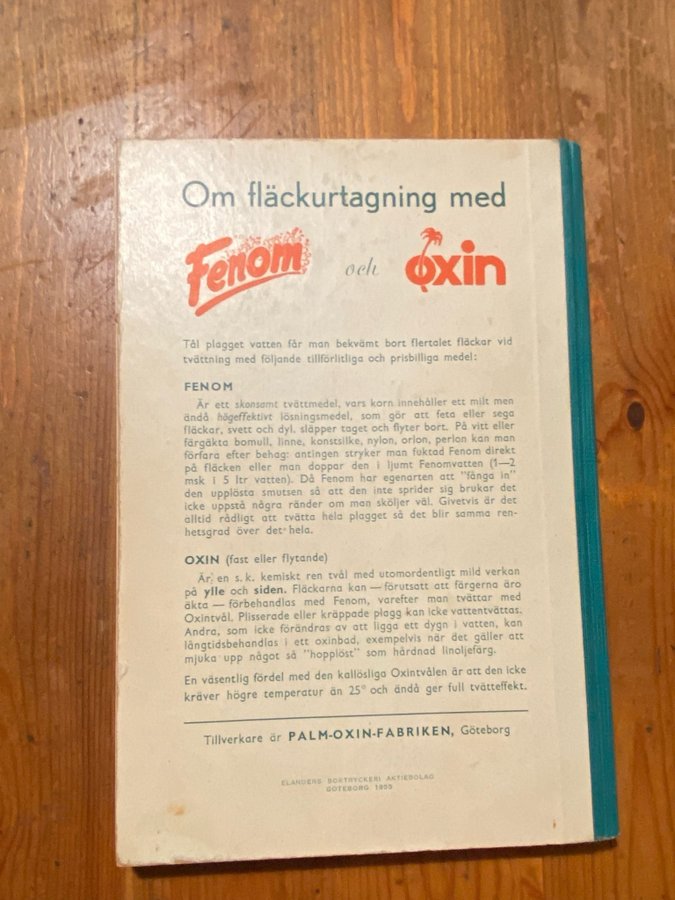 Om fläckurtagning med
Fenom och oxin
Tål plagget vatten får man bekvämt bort flertalet fläckar vid
tvättning med följande tillförlitliga och prisbilliga medel:
FENOM
Är ett skonsamt tvättmedel, vars korn innehåller ett milt men
ändå högeffektivt lösningsmedel, som gör att feta eller sega
fläckar, svett och dyl. släpper taget och flyter bort. På vitt eller
färgäkta bomull, linne, konstsilke, nylon, orlon, perlon kan man
förfara efter behag: antingen stryker man fuktad Fenom direkt
på fläcken eller man doppar den i ljumt Fenomvatten (1—2
msk i 5 ltr vatten). Då Fenom har egenarten att "fånga in"
den upplösta smutsen så att den inte sprider sig brukar det
icke uppstå några ränder om man sköljer väl. Givetvis är det
alltid rådligt att tvätta hela plagget så det blir samma ren-
hetsgrad över det hela.
OXIN (fast eller flytande)
Är en s. k. kemiskt ren tvål med utomordentligt mild verkan
på ylle och siden. Fläckarna kan — förutsatt att färgerna äro
äkta — förbehandlas med Fenom, varefter man tvättar med
Oxintvål. Plisserade eller kräppade plagg kan icke vattentvättas.
Andra, som icke förändras av att ligga ett dygn i vatten, kan
långtidsbehandlas i ett oxinbad, exempelvis när det gäller att
mjuka upp något så "hopplöst" som hårdnad linoljefärg.
En väsentlig fördel med den kallösliga Oxintvålen är att den icke
kräver högre temperatur än 25° och ändå ger full tvätteffekt.
Tillverkare är PALM-OXIN-FABRIKEN, Göteborg
ELANDERS BOKTRYCKERI AKTIEBOLAG
GÖTEBORG